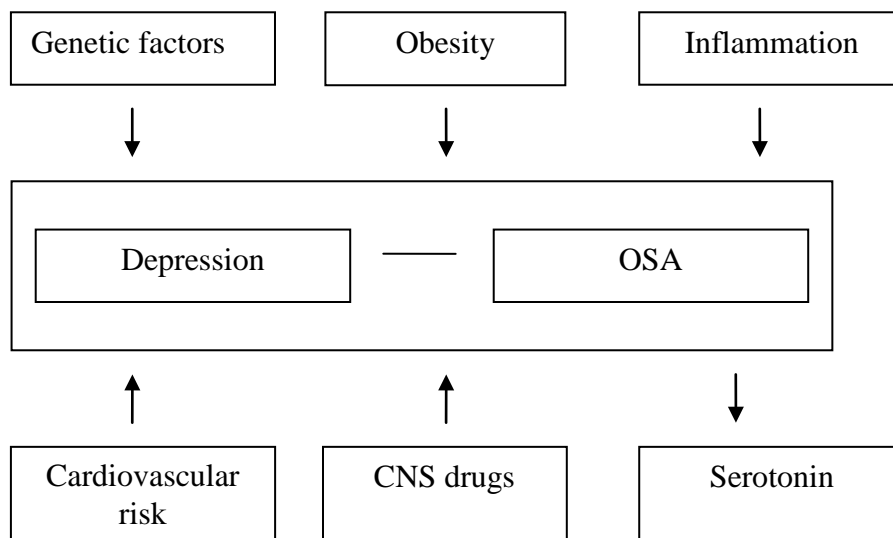 Genetic factors
Obesity
Inflammation
Depression
OSA
Cardiovascular
risk
CNS drugs
Serotonin